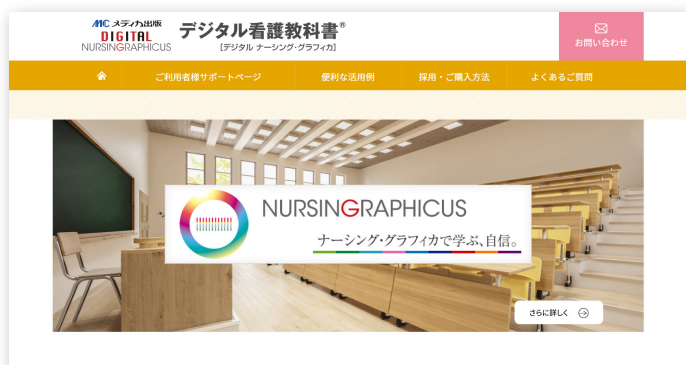 MC メディカ出版
DIGITAL
NURSINGRAPHICUS
デジタル看護教科書®
[デジタル ナーシング・グラフィカ]
お問い合わせ
ご利用者様サポートページ
便利な活用例
採用・ご購入方法
よくあるご質問
NURSINGRAPHICUS
ナーシング・グラフィカで学ぶ、自信。
さらに詳しく